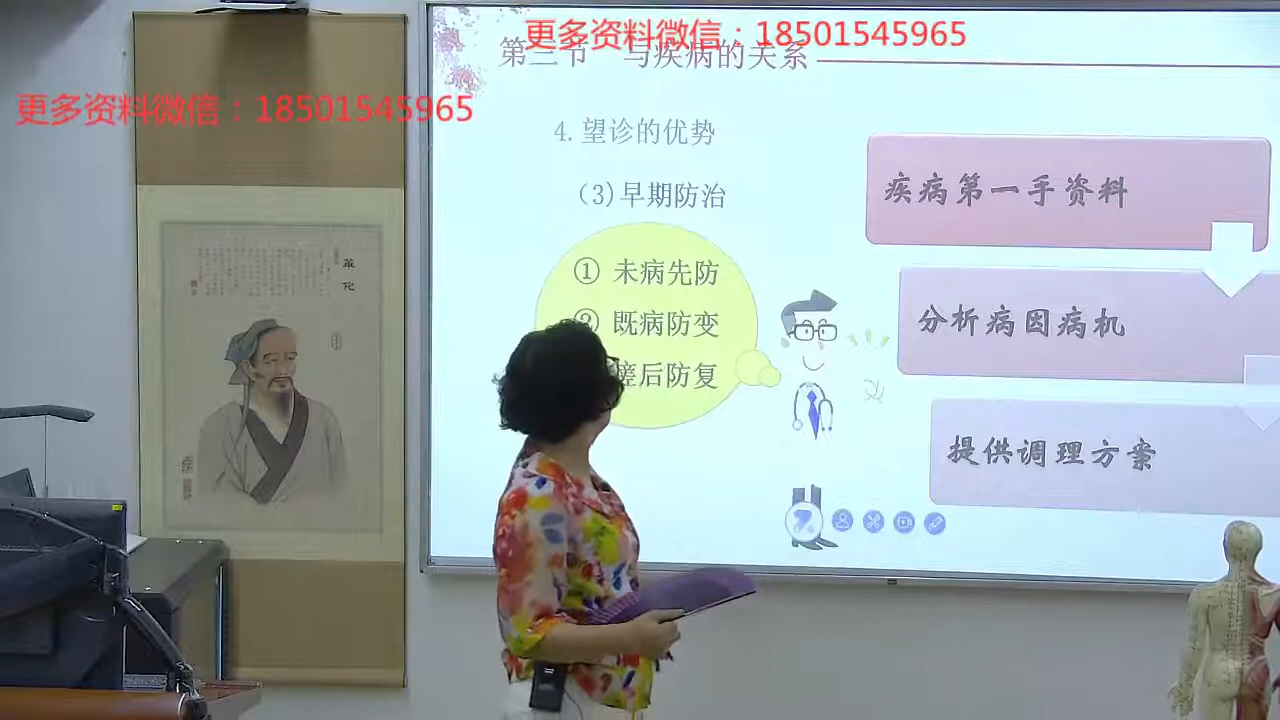 更多资料微信：18501545965
第三节 与疾病的关系
更多资料微信：18501545965
4.望诊的优势
(3)早期防治
① 未病先防
② 既病防变
瘥后防复
疾病第一手资料
分析病因病机
提供调理方案
华佗